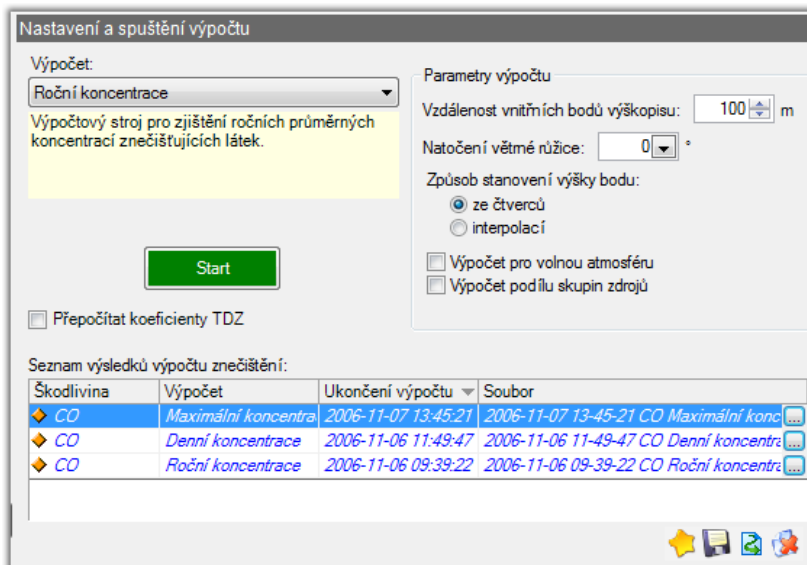 Nastavení a spuštění výpočtu
Výpočet:
Roční koncentrace
Výpočtový stroj pro zjištění ročních průměrných
koncentrací znečišťujících látek.
Start
Přepočítat koeficienty TDZ
Parametry výpočtu
Vzdálenost vnitřních bodů výškopisu: 100 m
Natočení větrné růžice: 0 °
Způsob stanovení výšky bodu:
ze čtverců
interpolací
Výpočet pro volnou atmosféru
Výpočet podílu skupin zdrojů
Seznam výsledků výpočtu znečištění:
Škodlivina Výpočet Ukončení výpočtu Soubor
CO Maximální koncentra 2006-11-07 13:45:21 2006-11-07 13-45-21 CO Maximální konc ...
CO Denní koncentrace 2006-11-06 11:49:47 2006-11-06 11-49-47 CO Denní koncentra ...
CO Roční koncentrace 2006-11-06 09:39:22 2006-11-06 09-39-22 CO Roční koncentra ...